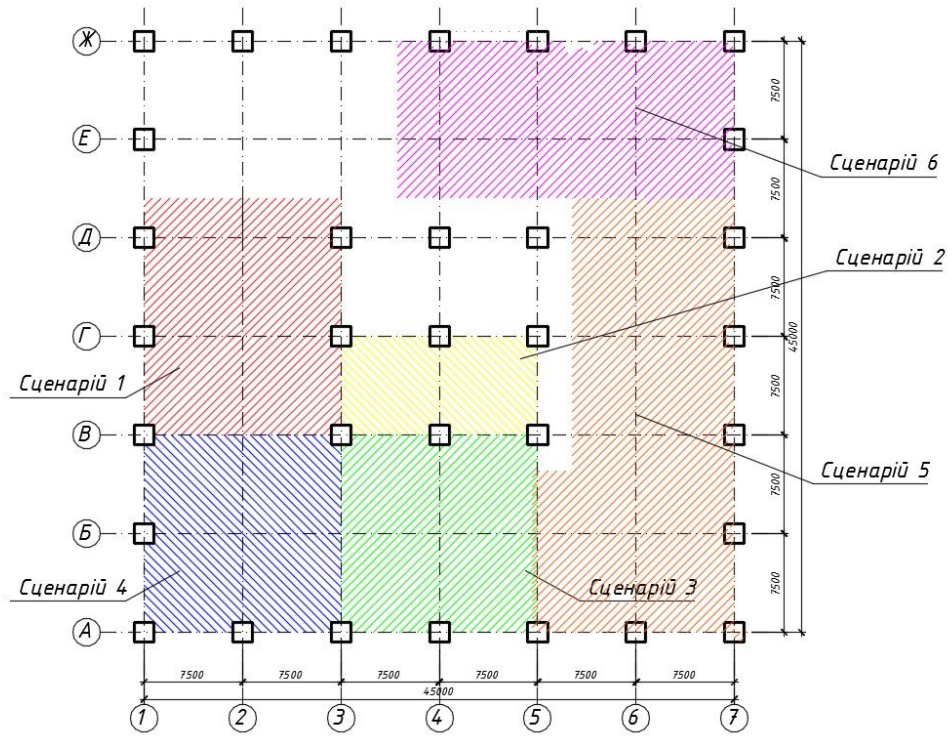 Ж
7500
Е
Сценарій 6
7500
Д
Сценарій 2
7500
45000
Г
Сценарій 1
7500
В
Сценарій 5
7500
Б
Сценарій 4
Сценарій 3
7500
А
7500 7500 7500 7500 7500 7500
45000
1 2 3 4 5 6 7